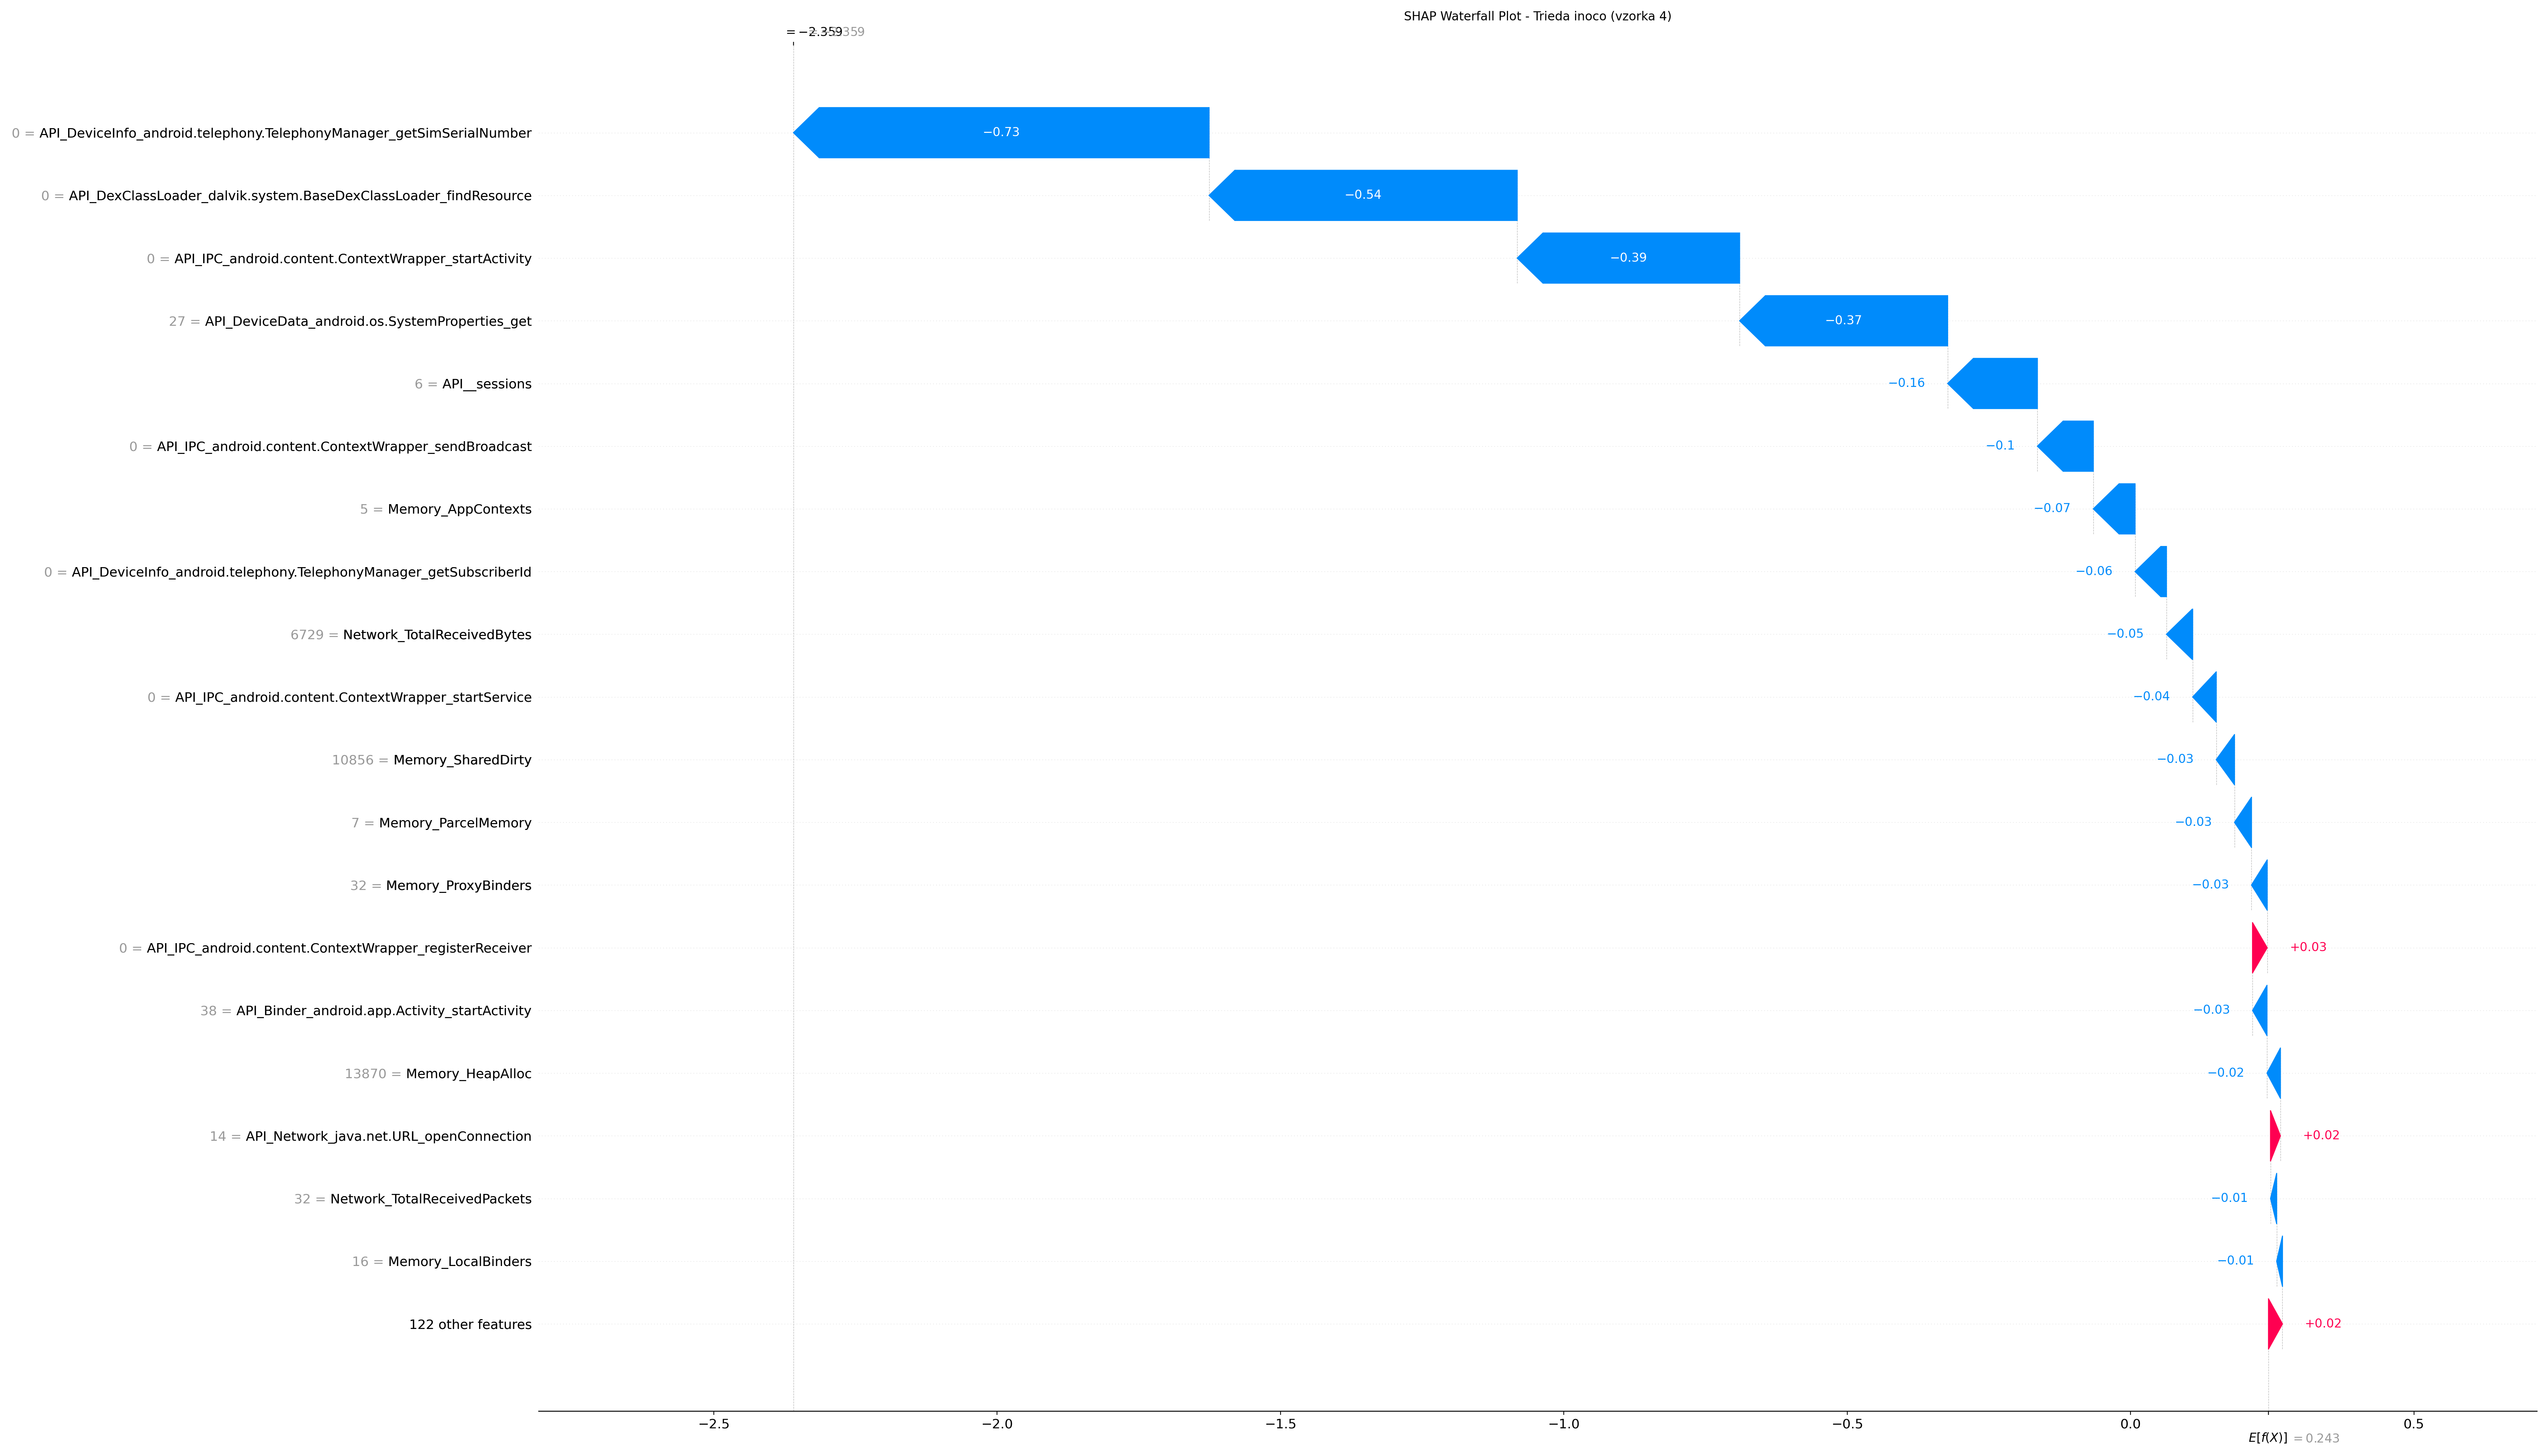 SHAP Waterfall Plot - Trieda inoco (vzorka 4)
= −2.359
0 = API_DeviceInfo_android.telephony.TelephonyManager_getSimSerialNumber −0.73
0 = API_DexClassLoader_dalvik.system.BaseDexClassLoader_findResource −0.54
0 = API_IPC_android.content.ContextWrapper_startActivity −0.39
27 = API_DeviceData_android.os.SystemProperties_get −0.37
6 = API__sessions −0.16
0 = API_IPC_android.content.ContextWrapper_sendBroadcast −0.1
5 = Memory_AppContexts −0.07
0 = API_DeviceInfo_android.telephony.TelephonyManager_getSubscriberId −0.06
6729 = Network_TotalReceivedBytes −0.05
0 = API_IPC_android.content.ContextWrapper_startService −0.04
10856 = Memory_SharedDirty −0.03
7 = Memory_ParcelMemory −0.03
32 = Memory_ProxyBinders −0.03
0 = API_IPC_android.content.ContextWrapper_registerReceiver +0.03
38 = API_Binder_android.app.Activity_startActivity −0.03
13870 = Memory_HeapAlloc −0.02
14 = API_Network_java.net.URL_openConnection +0.02
32 = Network_TotalReceivedPackets −0.01
16 = Memory_LocalBinders −0.01
122 other features +0.02
−2.5 −2.0 −1.5 −1.0 −0.5 0.0 0.5
E[f(X)] = 0.243